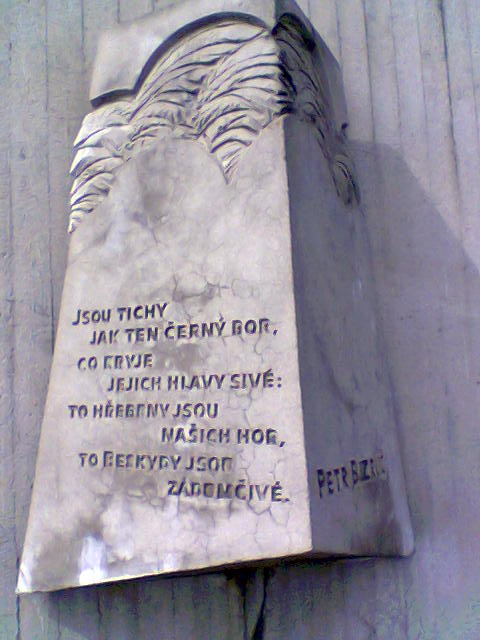 JSOU TICHY
JAK TEN ČERNÝ BOR,
CO KRYJE
JEJICH HLAVY SIVÉ:
TO HŘEBENY JSOU
NAŠICH HOR,
TO BESKYDY JSOU
ZÁDUMČIVÉ.
PETR BEZRUČ